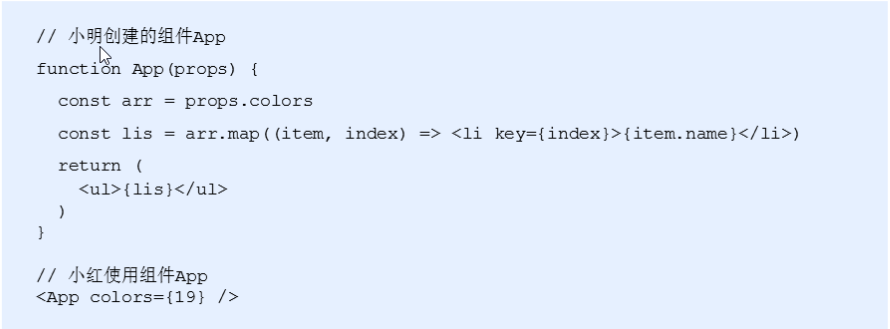 // 小明创建的组件App
function App(props) {
  const arr = props.colors
  const lis = arr.map((item, index) => <li key={index}>{item.name}</li>)
  return (
    <ul>{lis}</ul>
  )
}
// 小红使用组件App
<App colors={19} />